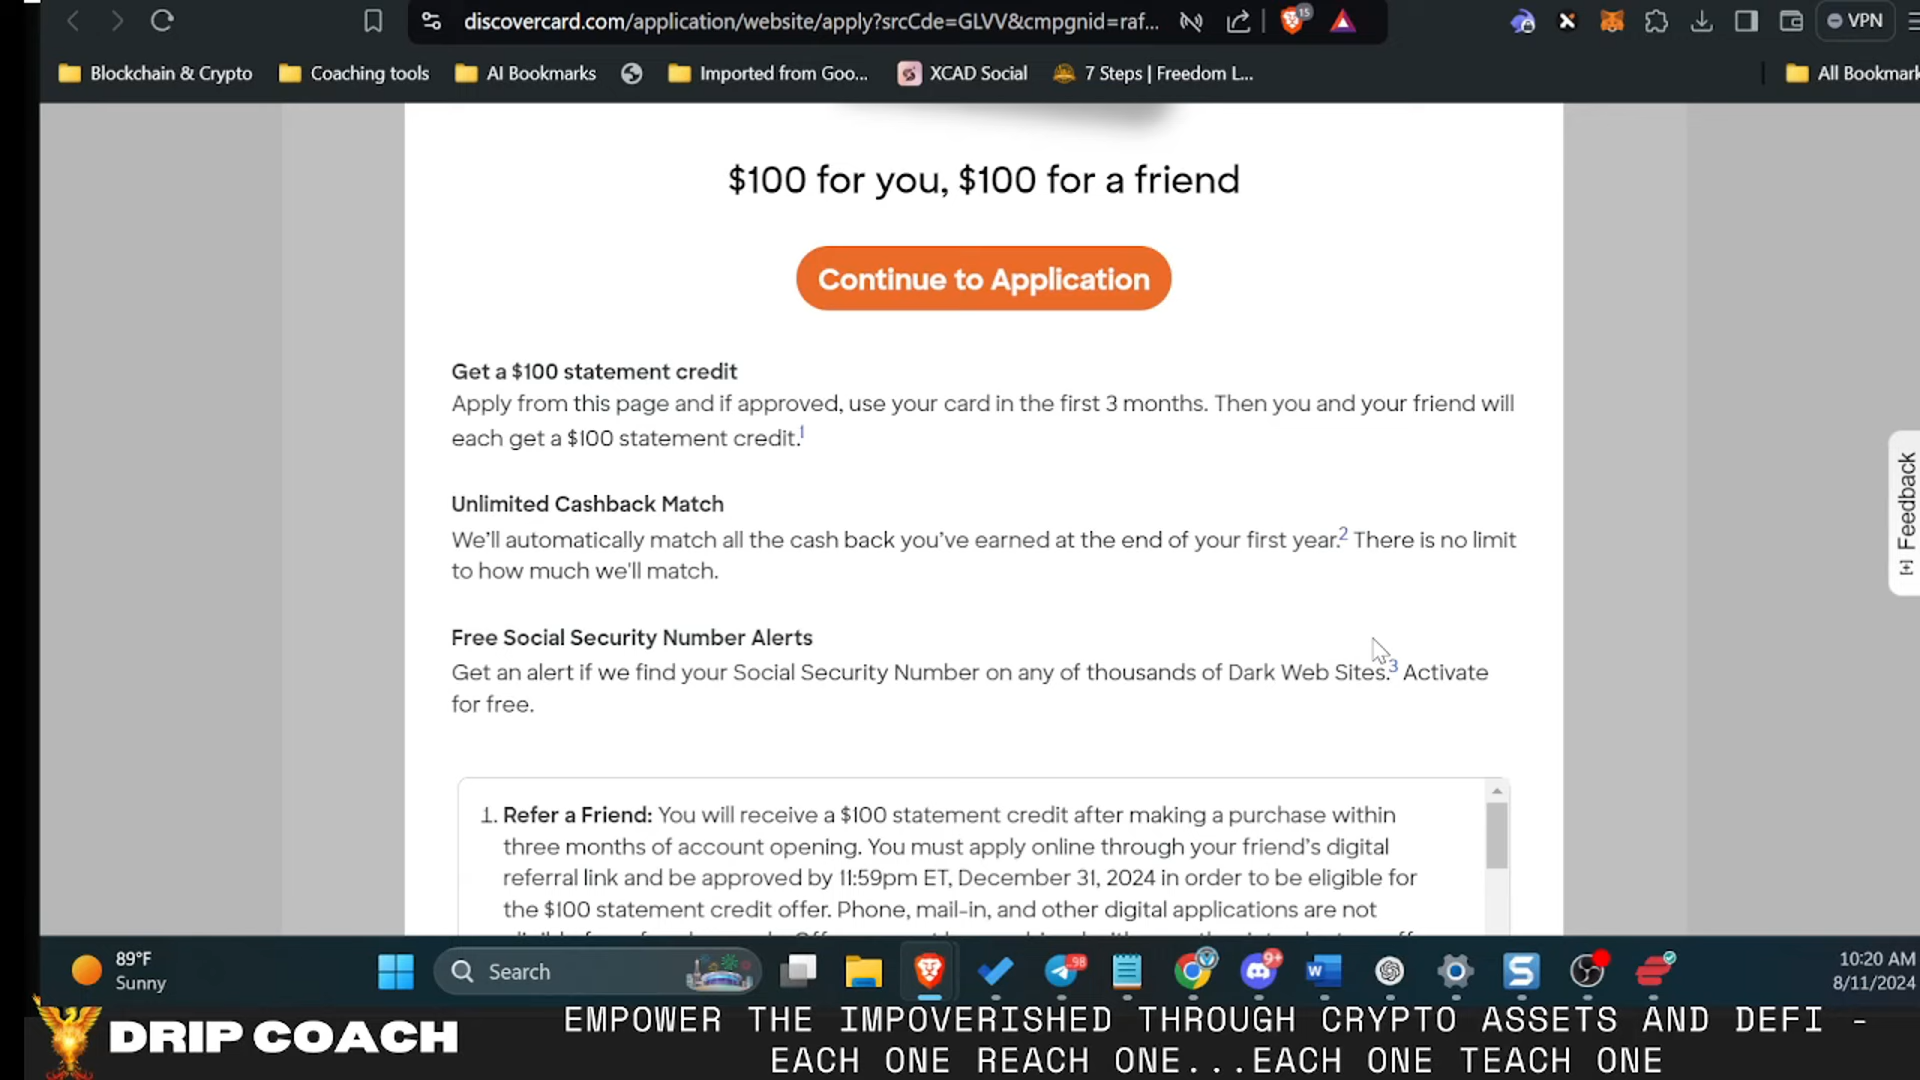 discovercard.com/application/website/apply?srcCde=GLVV&cmpgnid=raf...
15
VPN
Blockchain & Crypto
Coaching tools
AI Bookmarks
Imported from Goo...
XCAD Social
7 Steps | Freedom L...
All Bookmark
$100 for you, $100 for a friend
Continue to Application
Get a $100 statement credit
Apply from this page and if approved, use your card in the first 3 months. Then you and your friend will
each get a $100 statement credit.1
Unlimited Cashback Match
We'll automatically match all the cash back you've earned at the end of your first year.2 There is no limit
to how much we'll match.
Free Social Security Number Alerts
Get an alert if we find your Social Security Number on any of thousands of Dark Web Sites.3 Activate
for free.
[+] Feedback
1. Refer a Friend: You will receive a $100 statement credit after making a purchase within
three months of account opening. You must apply online through your friend's digital
referral link and be approved by 11:59pm ET, December 31, 2024 in order to be eligible for
the $100 statement credit offer. Phone, mail-in, and other digital applications are not
89°F
Sunny
Search
98
9+
10:20 AM
8/11/2024
DRIP COACH
EMPOWER THE IMPOVERISHED THROUGH CRYPTO ASSETS AND DEFI -
EACH ONE REACH ONE...EACH ONE TEACH ONE